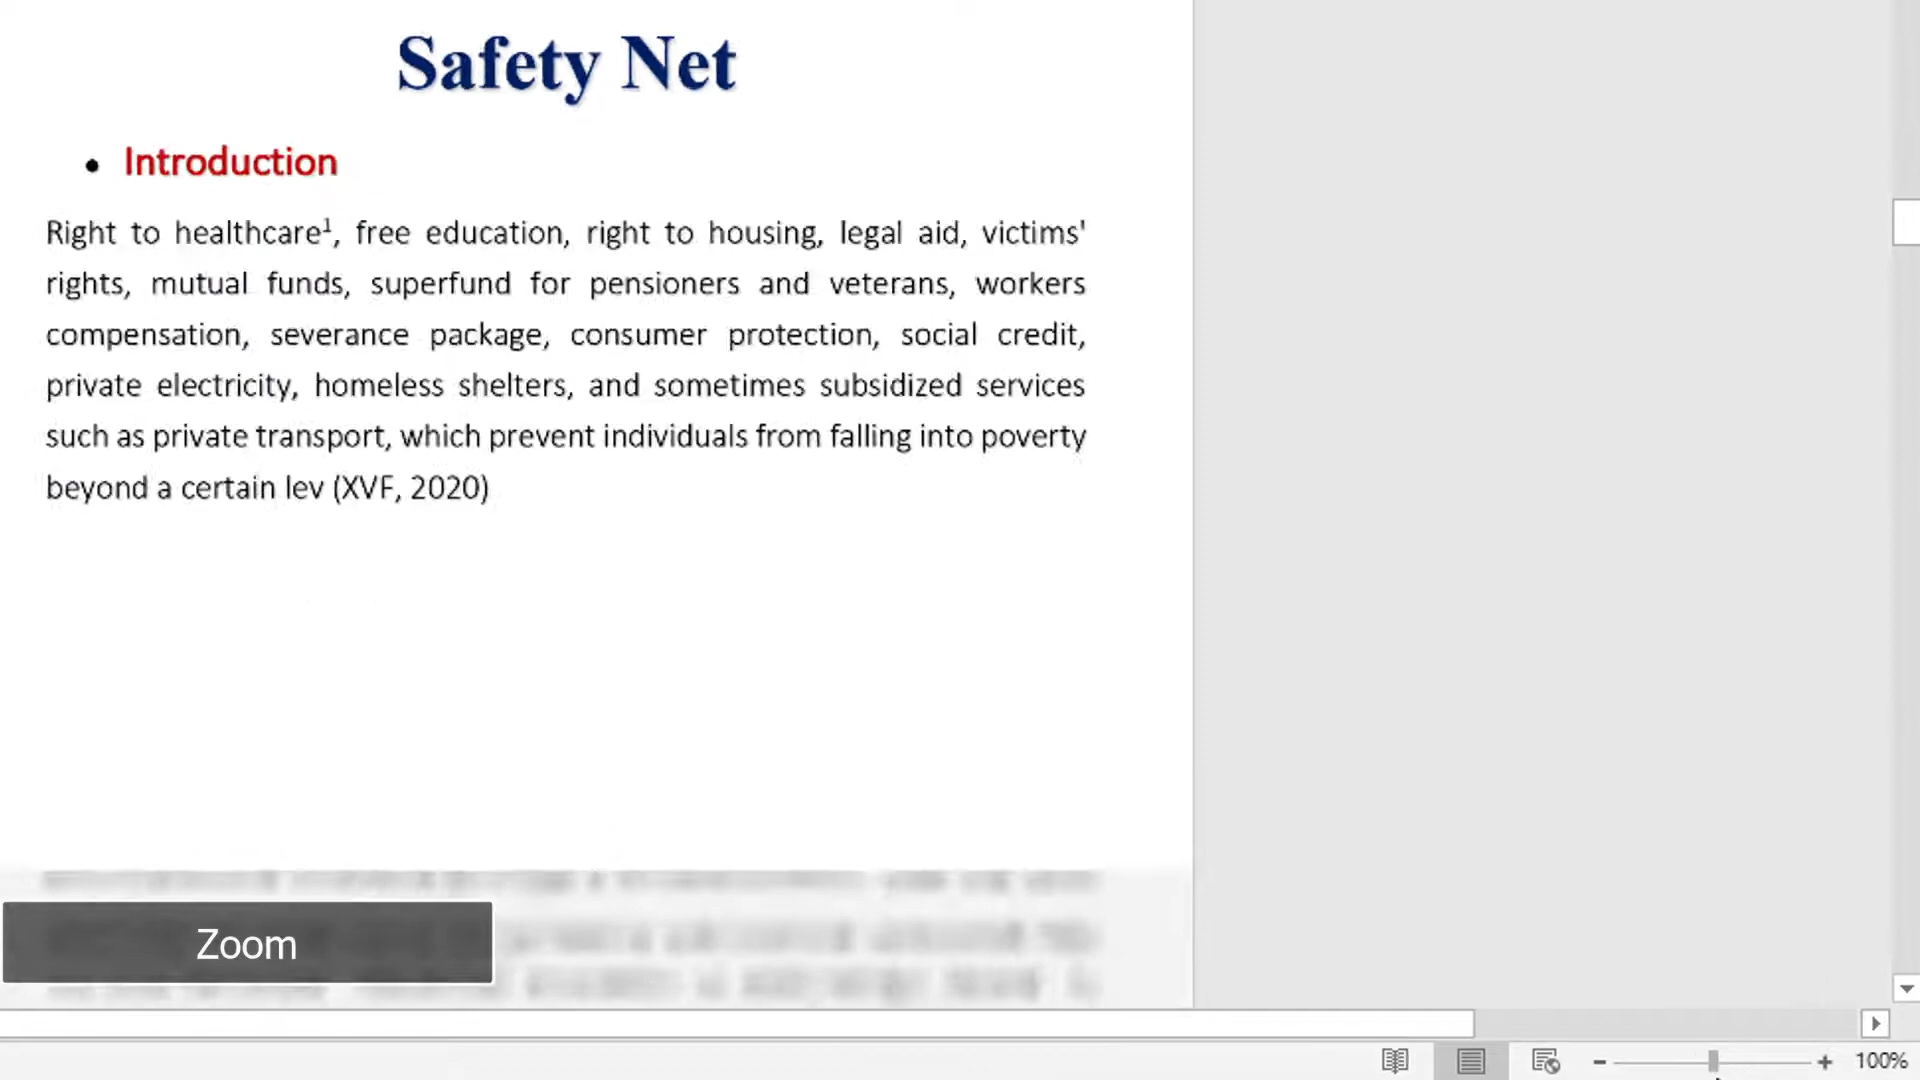 Safety Net
• Introduction
Right to healthcare¹, free education, right to housing, legal aid, victims'
rights, mutual funds, superfund for pensioners and veterans, workers
compensation, severance package, consumer protection, social credit,
private electricity, homeless shelters, and sometimes subsidized services
such as private transport, which prevent individuals from falling into poverty
beyond a certain lev (XVF, 2020)
Zoom
100%